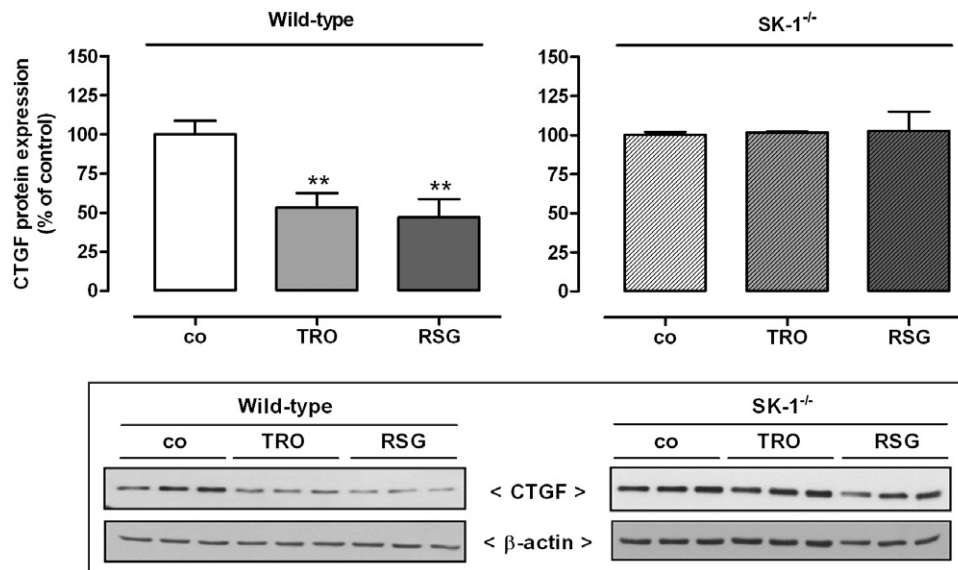 Wild-type
SK-1-/-
CTGF protein expression
(% of control)
150
125
100
75
50
25
0
**
**
co TRO RSG
150
125
100
75
50
25
0
co TRO RSG
Wild-type
SK-1-/-
co TRO RSG
co TRO RSG
< CTGF >
< β-actin >